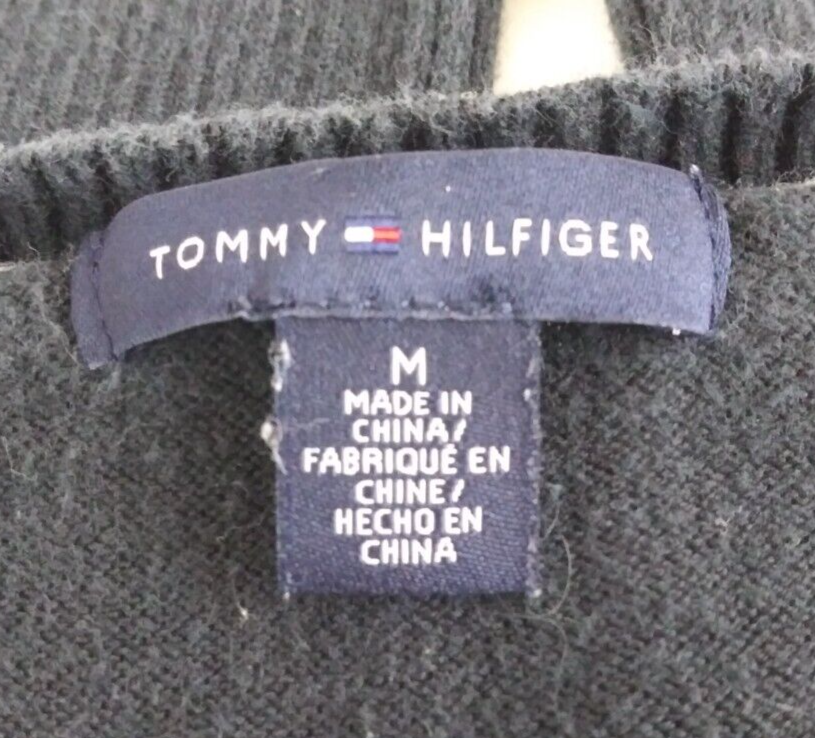 TOMMY HILFIGER
M
MADE IN
CHINA/
FABRIQUÉ EN
CHINE/
HECHO EN
CHINA